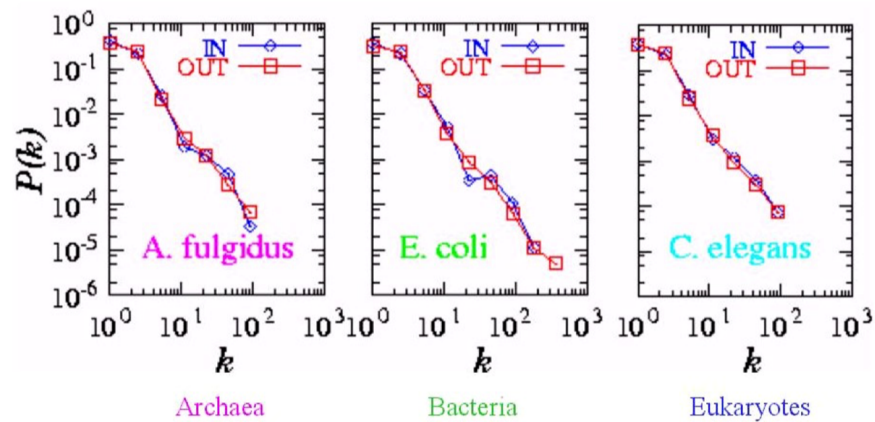 P(k)
10^0
10^-1
10^-2
10^-3
10^-4
10^-5
10^-6
IN
OUT
A. fulgidus
10^0 10^1 10^2 10^3
k
IN
OUT
E. coli
10^0 10^1 10^2 10^3
k
IN
OUT
C. elegans
10^0 10^1 10^2 10^3
k
Archaea Bacteria Eukaryotes